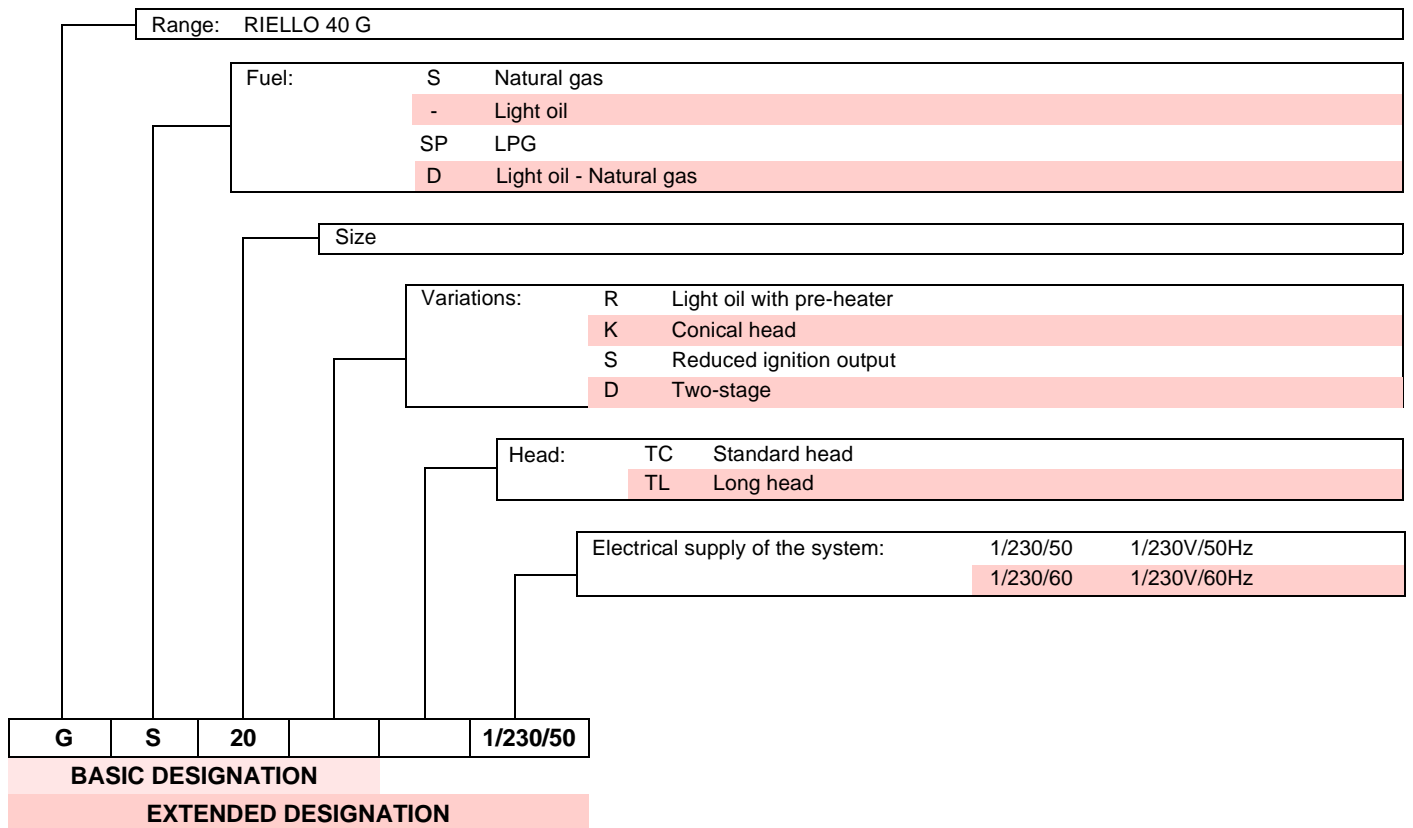 Range: RIELLO 40 G
Fuel: S Natural gas
- Light oil
SP LPG
D Light oil - Natural gas
Size
Variations: R Light oil with pre-heater
K Conical head
S Reduced ignition output
D Two-stage
Head: TC Standard head
TL Long head
Electrical supply of the system: 1/230/50 1/230V/50Hz
1/230/60 1/230V/60Hz
G S 20 1/230/50
BASIC DESIGNATION
EXTENDED DESIGNATION